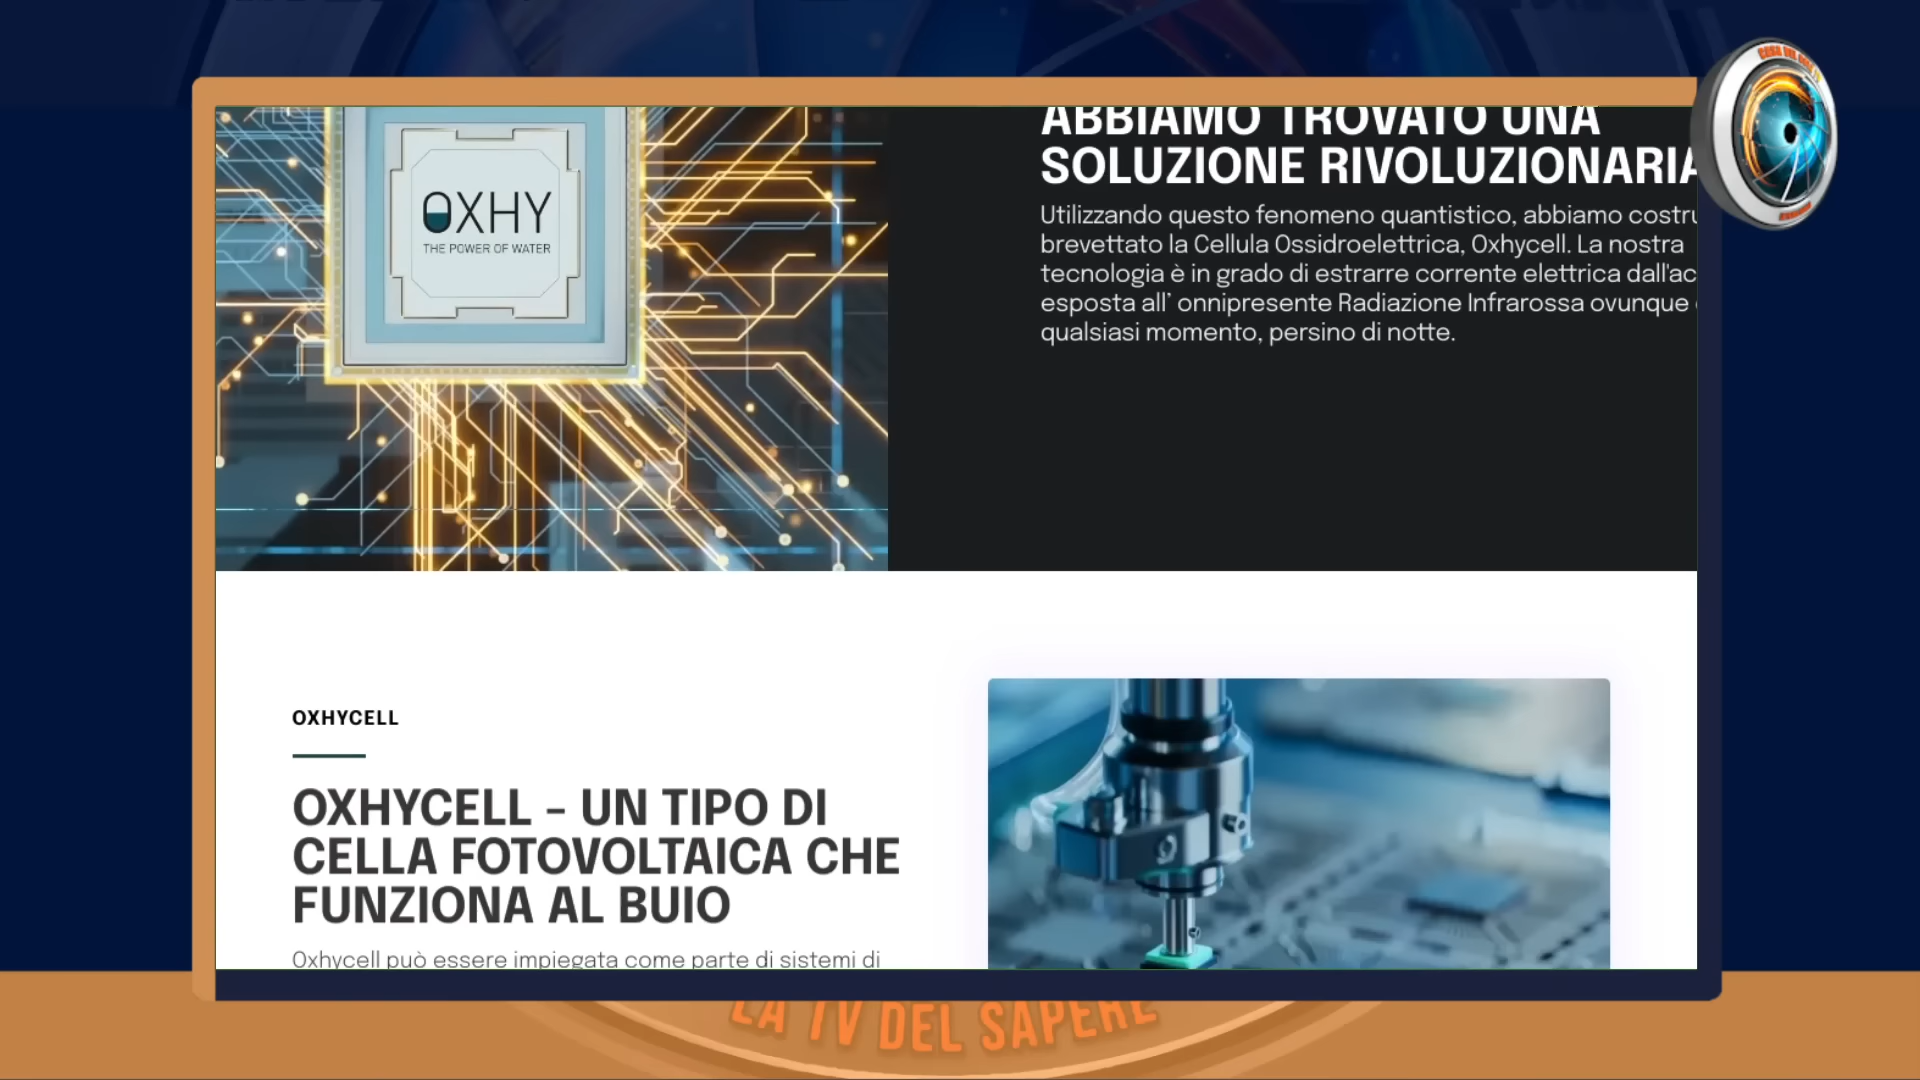 ABBIAMO TROVATO UNA
SOLUZIONE RIVOLUZIONARIA
Utilizzando questo fenomeno quantistico, abbiamo
brevettato la Cellula Ossidroelettrica, Oxhycell. La nostra
tecnologia è in grado di estrarre corrente elettrica
esposta all’ onnipresente Radiazione Infrarossa ovunque
qualsiasi momento, persino di notte.
OXHY
THE POWER OF WATER
OXHYCELL
OXHYCELL – UN TIPO DI
CELLA FOTOVOLTAICA CHE
FUNZIONA AL BUIO
Oxhycell può essere impiegata come parte di sistemi di
LA TV DEL SAPERE